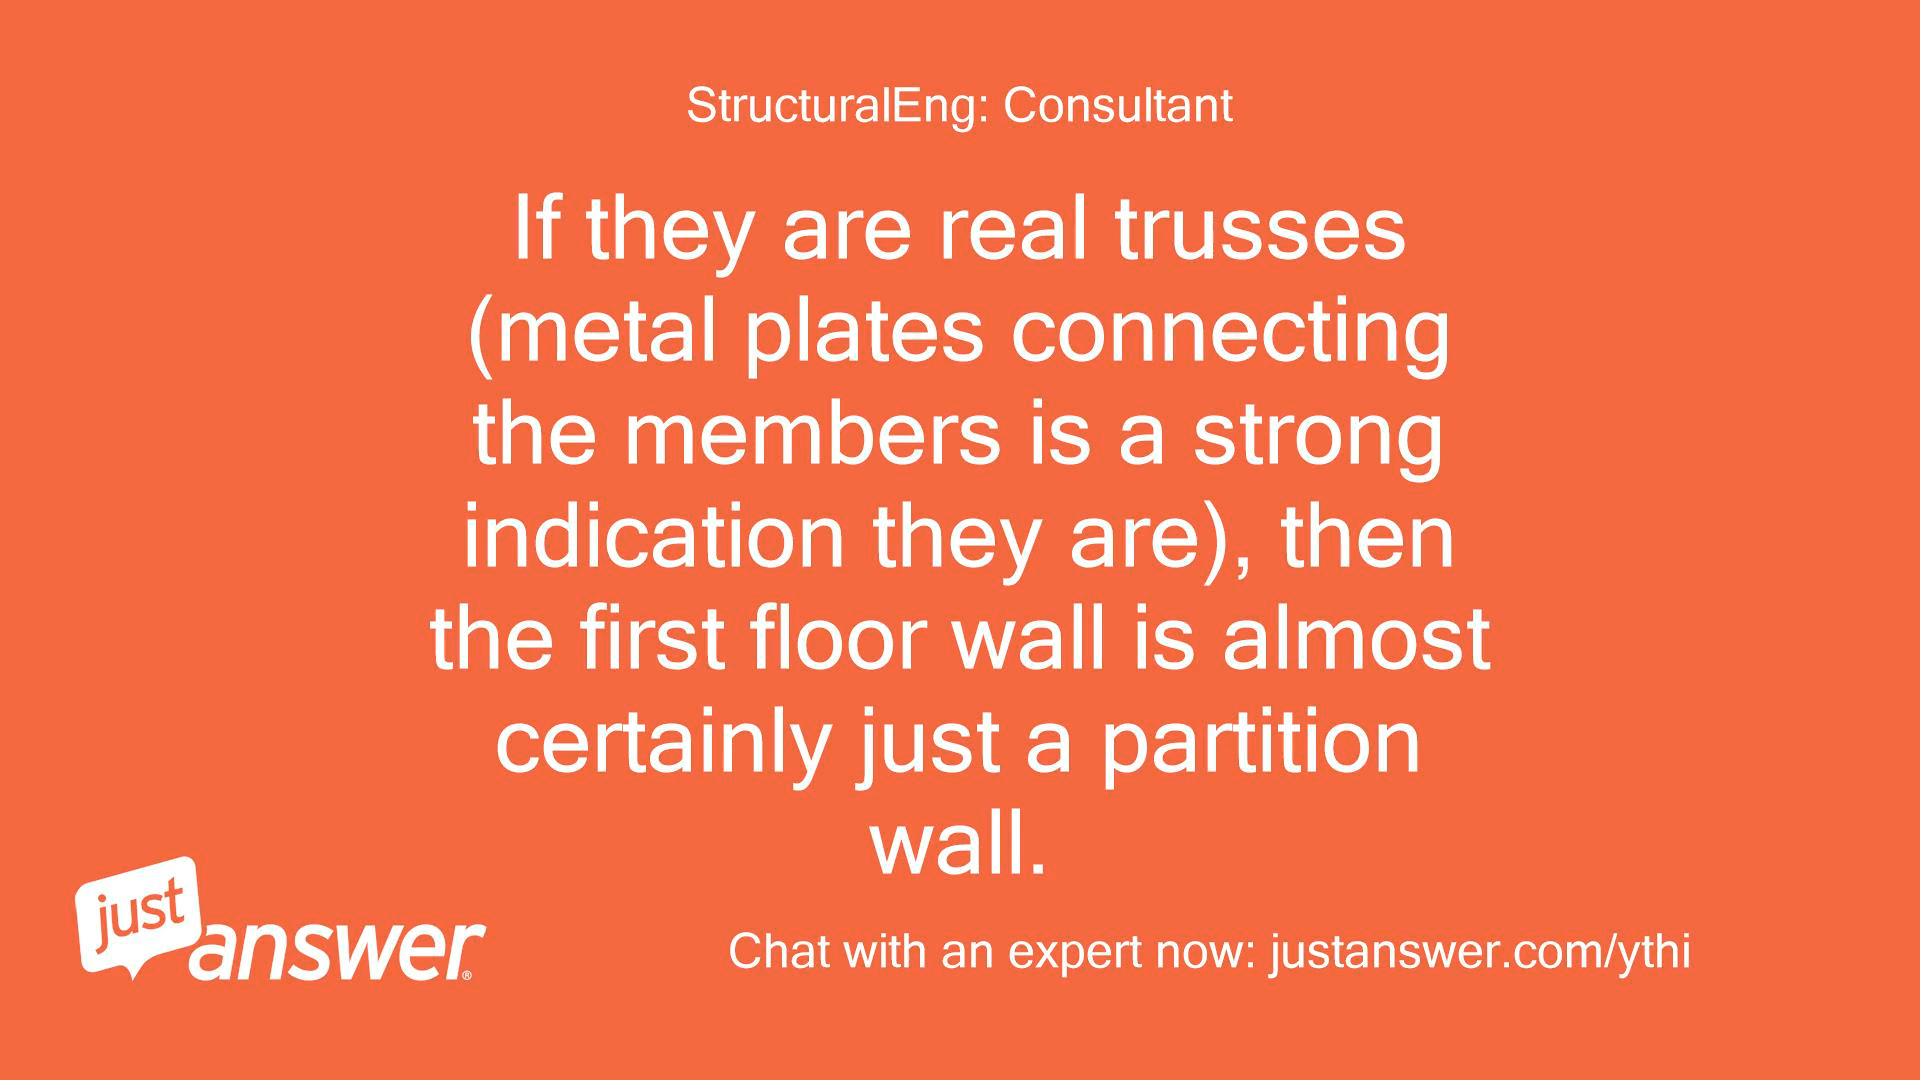 StructuralEng: Consultant
If they are real trusses
(metal plates connecting
the members is a strong
indication they are), then
the first floor wall is almost
certainly just a partition
wall.
just
answer®
Chat with an expert now: justanswer.com/ythi